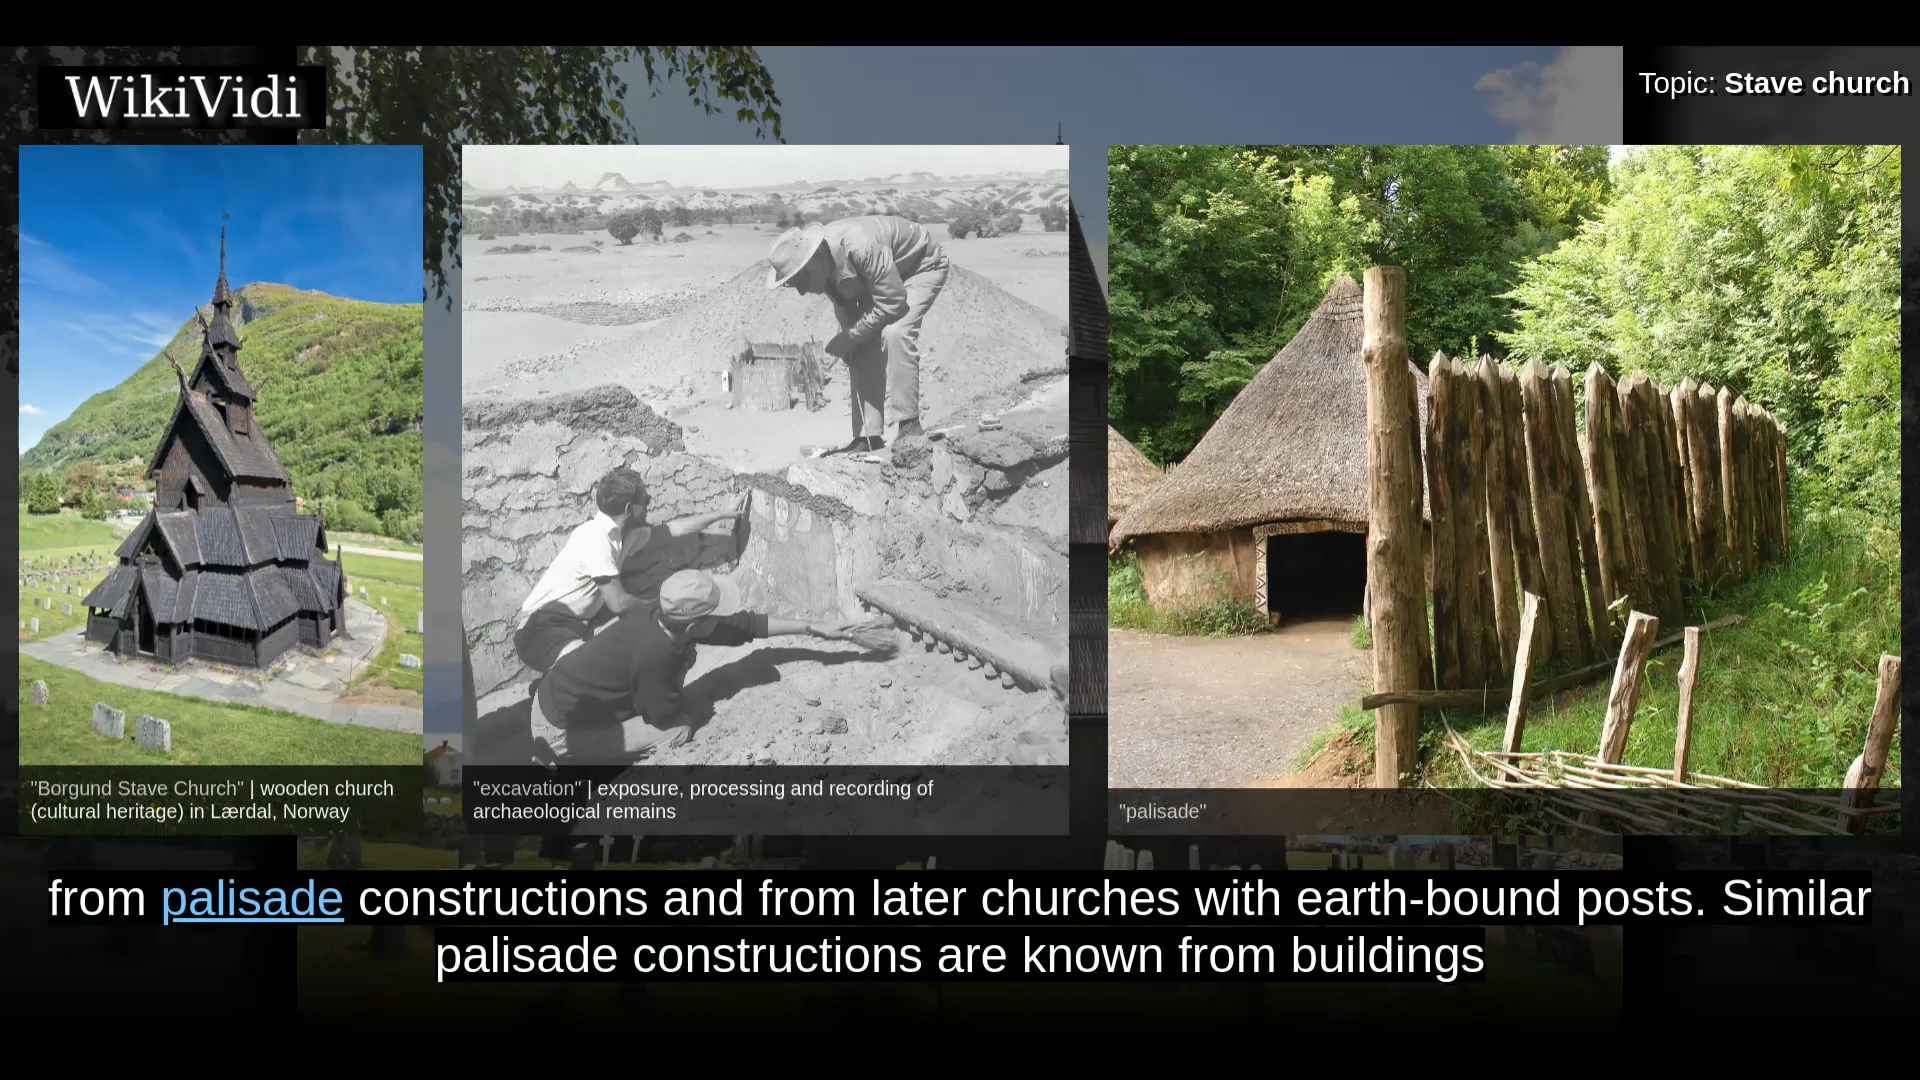 WikiVidi
Topic: Stave church
"Borgund Stave Church" | wooden church
(cultural heritage) in Lærdal, Norway
"excavation" | exposure, processing and recording of
archaeological remains
"palisade"
from palisade constructions and from later churches with earth-bound posts. Similar
palisade constructions are known from buildings